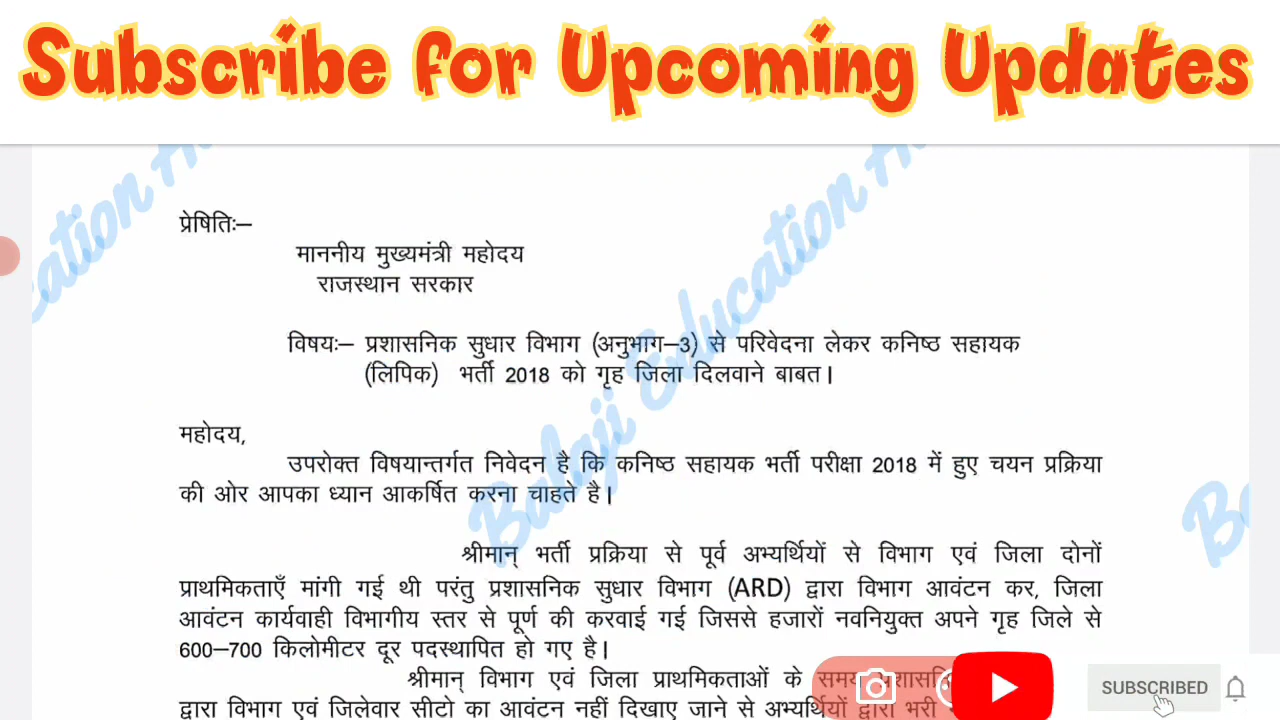 Subscribe for Upcoming Updates
प्रेषितिः–
माननीय मुख्यमंत्री महोदय
राजस्थान सरकार
विषयः– प्रशासनिक सुधार विभाग (अनुभाग–3) से परिवेदना लेकर कनिष्ठ सहायक
(लिपिक) भर्ती 2018 को गृह जिला दिलवाने बाबत।
महोदय,
उपरोक्त विषयान्तर्गत निवेदन है कि कनिष्ठ सहायक भर्ती परीक्षा 2018 में हुए चयन प्रक्रिया
की ओर आपका ध्यान आकर्षित करना चाहते है।
श्रीमान् भर्ती प्रक्रिया से पूर्व अभ्यर्थियों से विभाग एवं जिला दोनों
प्राथमिकताएँ मांगी गई थी परंतु प्रशासनिक सुधार विभाग (ARD) द्वारा विभाग आवंटन कर, जिला
आवंटन कार्यवाही विभागीय स्तर से पूर्ण की करवाई गई जिससे हजारों नवनियुक्त अपने गृह जिले से
600–700 किलोमीटर दूर पदस्थापित हो गए है।
श्रीमान् विभाग एवं जिला प्राथमिकताओं के समय
द्वारा विभाग एवं जिलेवार सीटो का आवंटन नहीं दिखाए जाने से अभ्यर्थियों द्वारा भरी
SUBSCRIBED
Balaji Education